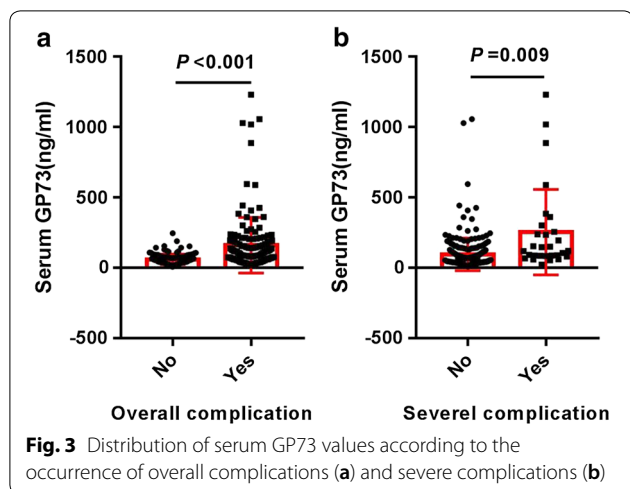 a
b
P <0.001
P =0.009
Serum GP73(ng/ml)
1500
1000
500
0
-500
No
Yes
Overall complication
Serum GP73(ng/ml)
1500
1000
500
0
-500
No
Yes
Severel complication
Fig. 3 Distribution of serum GP73 values according to the
occurrence of overall complications (a) and severe complications (b)